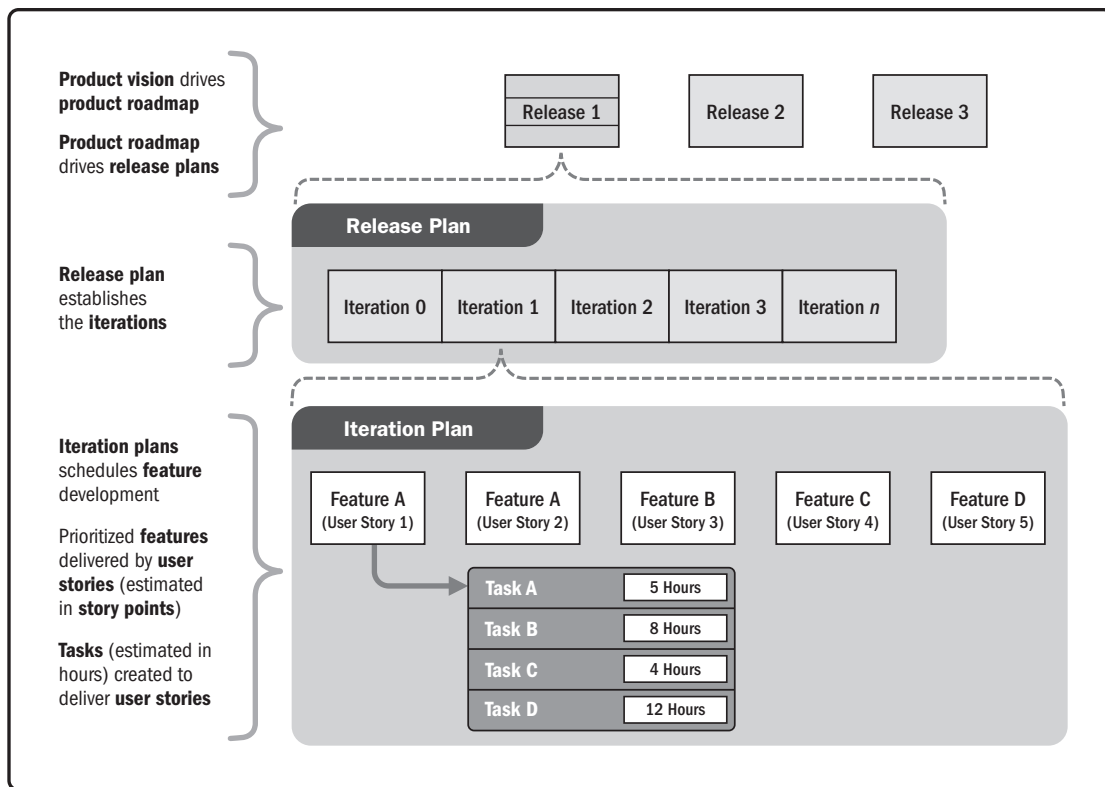 Product vision drives
product roadmap
Product roadmap
drives release plans
Release 1
Release 2
Release 3
Release Plan
Release plan
establishes
the iterations
Iteration 0
Iteration 1
Iteration 2
Iteration 3
Iteration n
Iteration Plan
Iteration plans
schedules feature
development
Prioritized features
delivered by user
stories (estimated
in story points)
Tasks (estimated in
hours) created to
deliver user stories
Feature A
(User Story 1)
Feature A
(User Story 2)
Feature B
(User Story 3)
Feature C
(User Story 4)
Feature D
(User Story 5)
Task A
5 Hours
Task B
8 Hours
Task C
4 Hours
Task D
12 Hours